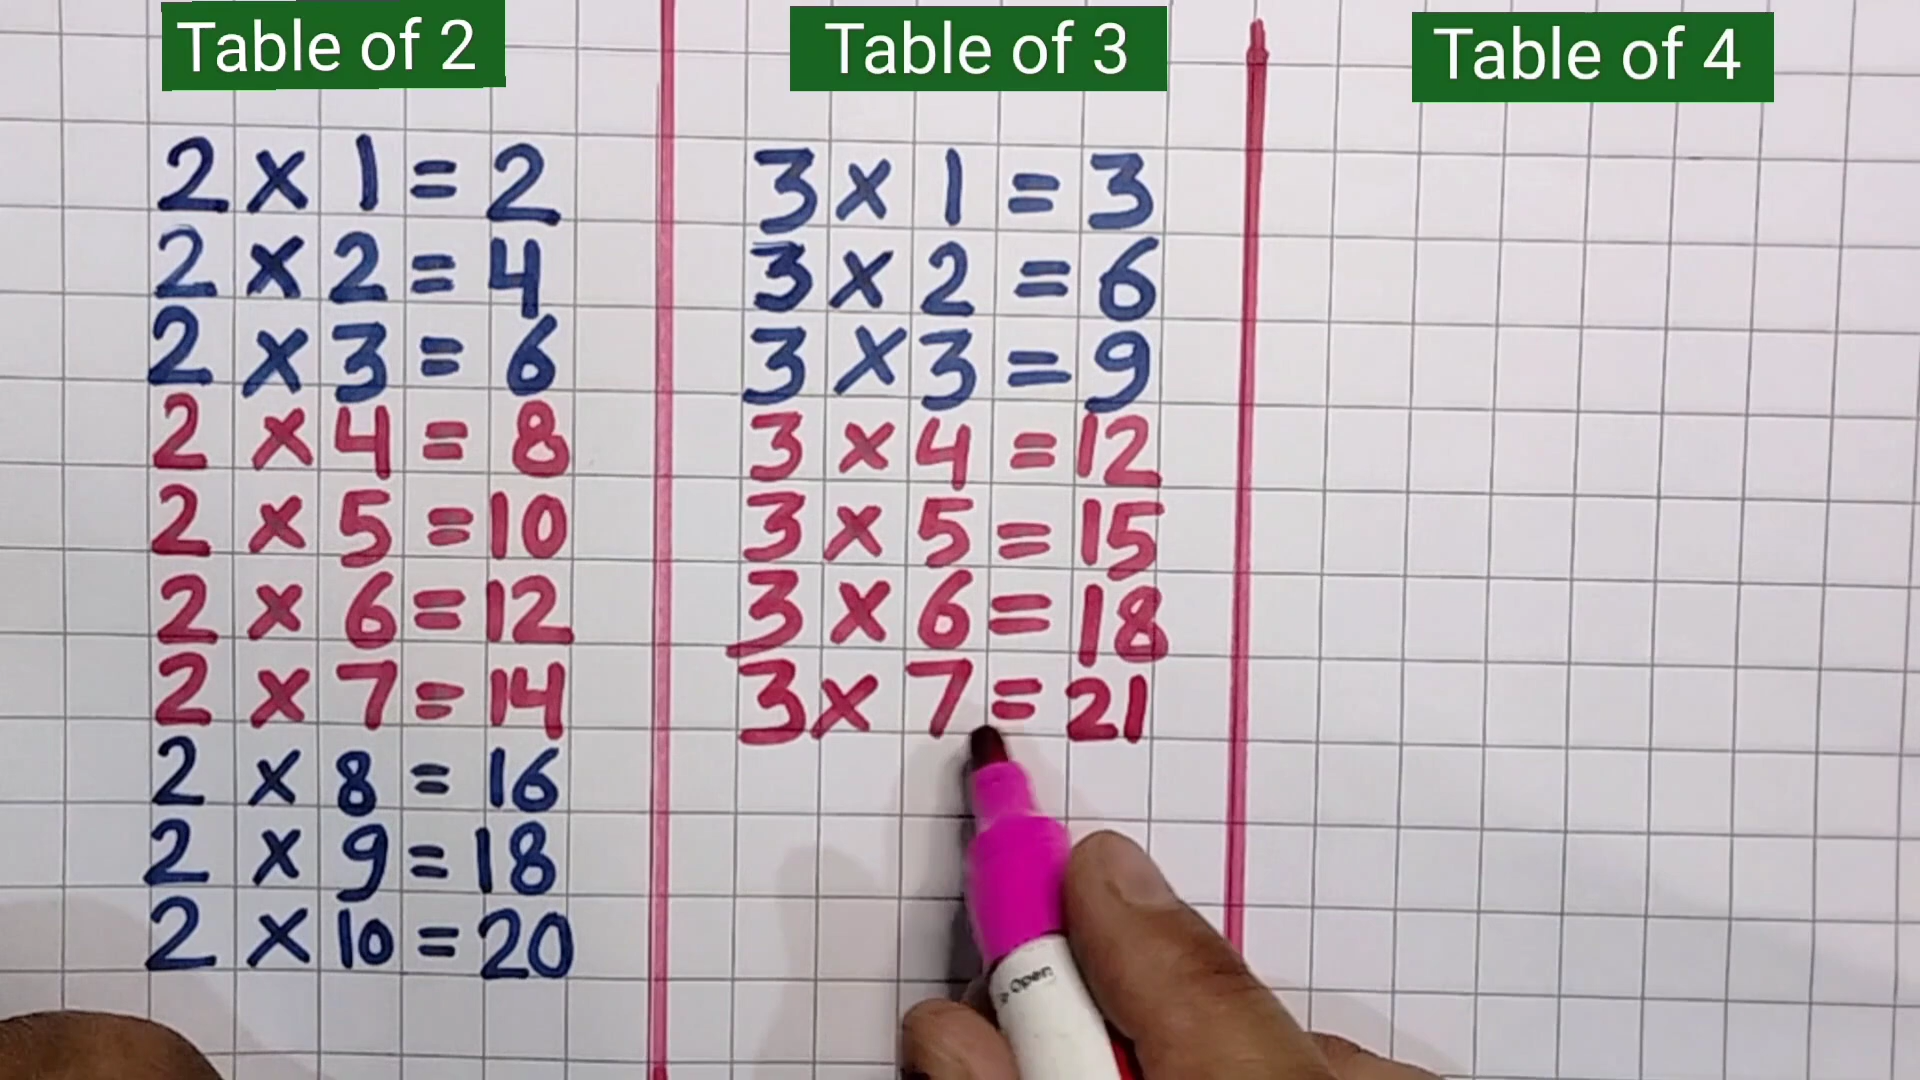 Table of 2
2 × 1 = 2
2 × 2 = 4
2 × 3 = 6
2 × 4 = 8
2 × 5 = 10
2 × 6 = 12
2 × 7 = 14
2 × 8 = 16
2 × 9 = 18
2 × 10 = 20
Table of 3
3 × 1 = 3
3 × 2 = 6
3 × 3 = 9
3 × 4 = 12
3 × 5 = 15
3 × 6 = 18
3 × 7 = 21
Table of 4
Open